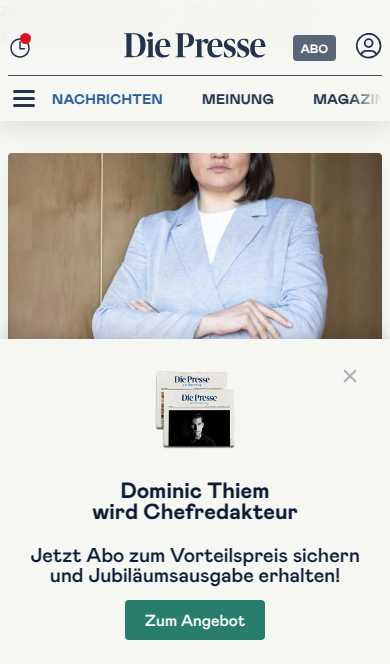 Die Presse
ABO
NACHRICHTEN MEINUNG MAGAZIN
Die Presse
Die Presse
Dominic Thiem
wird Chefredakteur
Jetzt Abo zum Vorteilspreis sichern
und Jubiläumsausgabe erhalten!
Zum Angebot